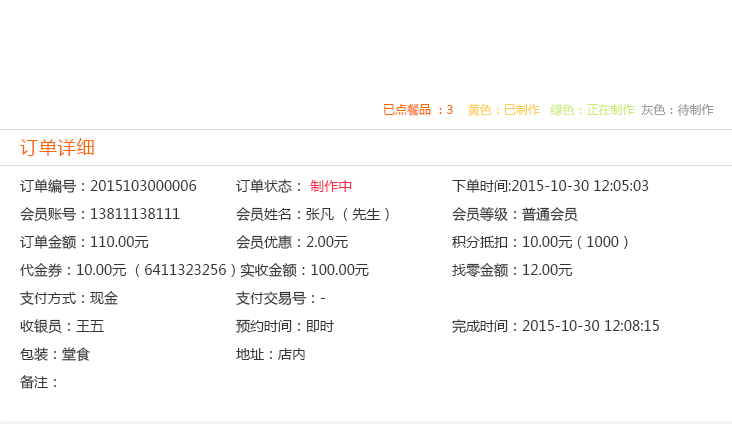 已点餐品 ：3 黄色：已制作 绿色：正在制作 灰色：待制作
订单详细
订单编号：2015103000006 订单状态： 制作中 下单时间:2015-10-30 12:05:03
会员账号：13811138111 会员姓名：张凡 （ 先生 ） 会员等级：普通会员
订单金额：110.00元 会员优惠：2.00元 积分抵扣：10.00元 ( 1000 )
代金券：10.00元 （ 6411323256 ) 实收金额：100.00元 找零金额：12.00元
支付方式：现金 支付交易号：-
收银员：王五 预约时间：即时 完成时间：2015-10-30 12:08:15
包装：堂食 地址：店内
备注：